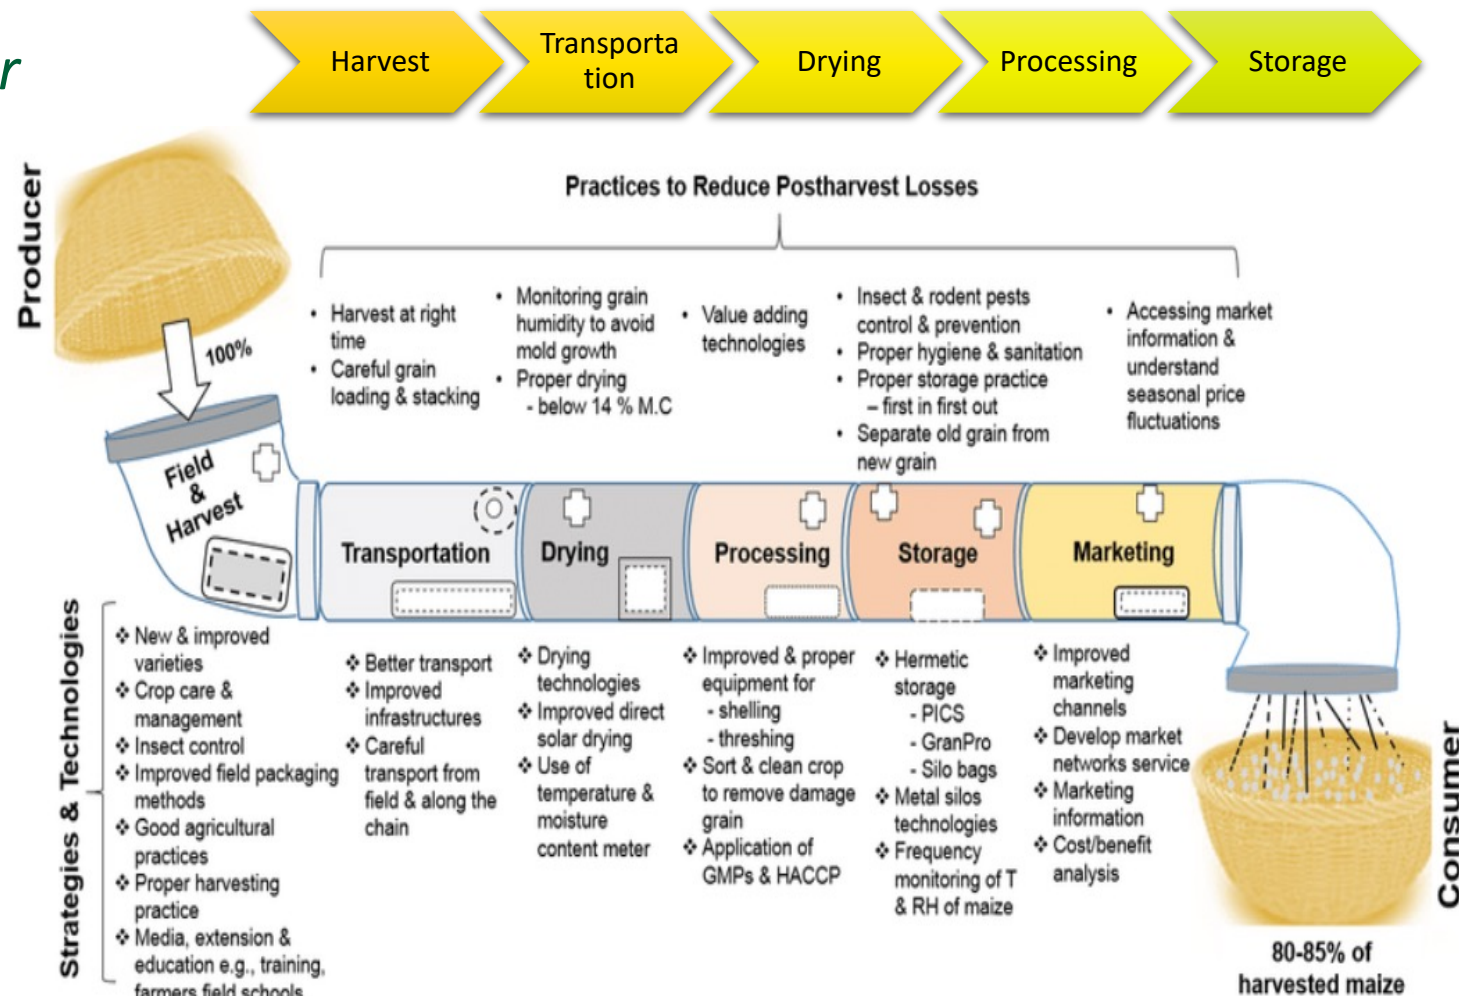 r
Harvest
Transporta
tion
Drying
Processing
Storage
Producer
Practices to Reduce Postharvest Losses
100%
• Harvest at right
time
• Careful grain
loading & stacking
• Monitoring grain
humidity to avoid
mold growth
• Proper drying
- below 14 % M.C
• Value adding
technologies
• Insect & rodent pests
control & prevention
• Proper hygiene & sanitation
• Proper storage practice
– first in first out
• Separate old grain from
new grain
• Accessing market
information &
understand
seasonal price
fluctuations
Field
&
Harvest
Transportation
Drying
Processing
Storage
Marketing
Strategies & Technologies
❖ New & improved
varieties
❖ Crop care &
management
❖ Insect control
❖ Improved field packaging
methods
❖ Good agricultural
practices
❖ Proper harvesting
practice
❖ Media, extension &
education e.g., training,
farmers field schools
❖ Better transport
❖ Improved
infrastructures
❖ Careful
transport from
field & along the
chain
❖ Drying
technologies
❖ Improved direct
solar drying
❖ Use of
temperature &
moisture
content meter
❖ Improved & proper
equipment for
- shelling
- threshing
❖ Sort & clean crop
to remove damage
grain
❖ Application of
GMPs & HACCP
❖ Hermetic
storage
- PICS
- GranPro
- Silo bags
❖ Metal silos
technologies
❖ Frequency
monitoring of T
& RH of maize
❖ Improved
marketing
channels
❖ Develop market
networks service
❖ Marketing
information
❖ Cost/benefit
analysis
Consumer
80-85% of
harvested maize